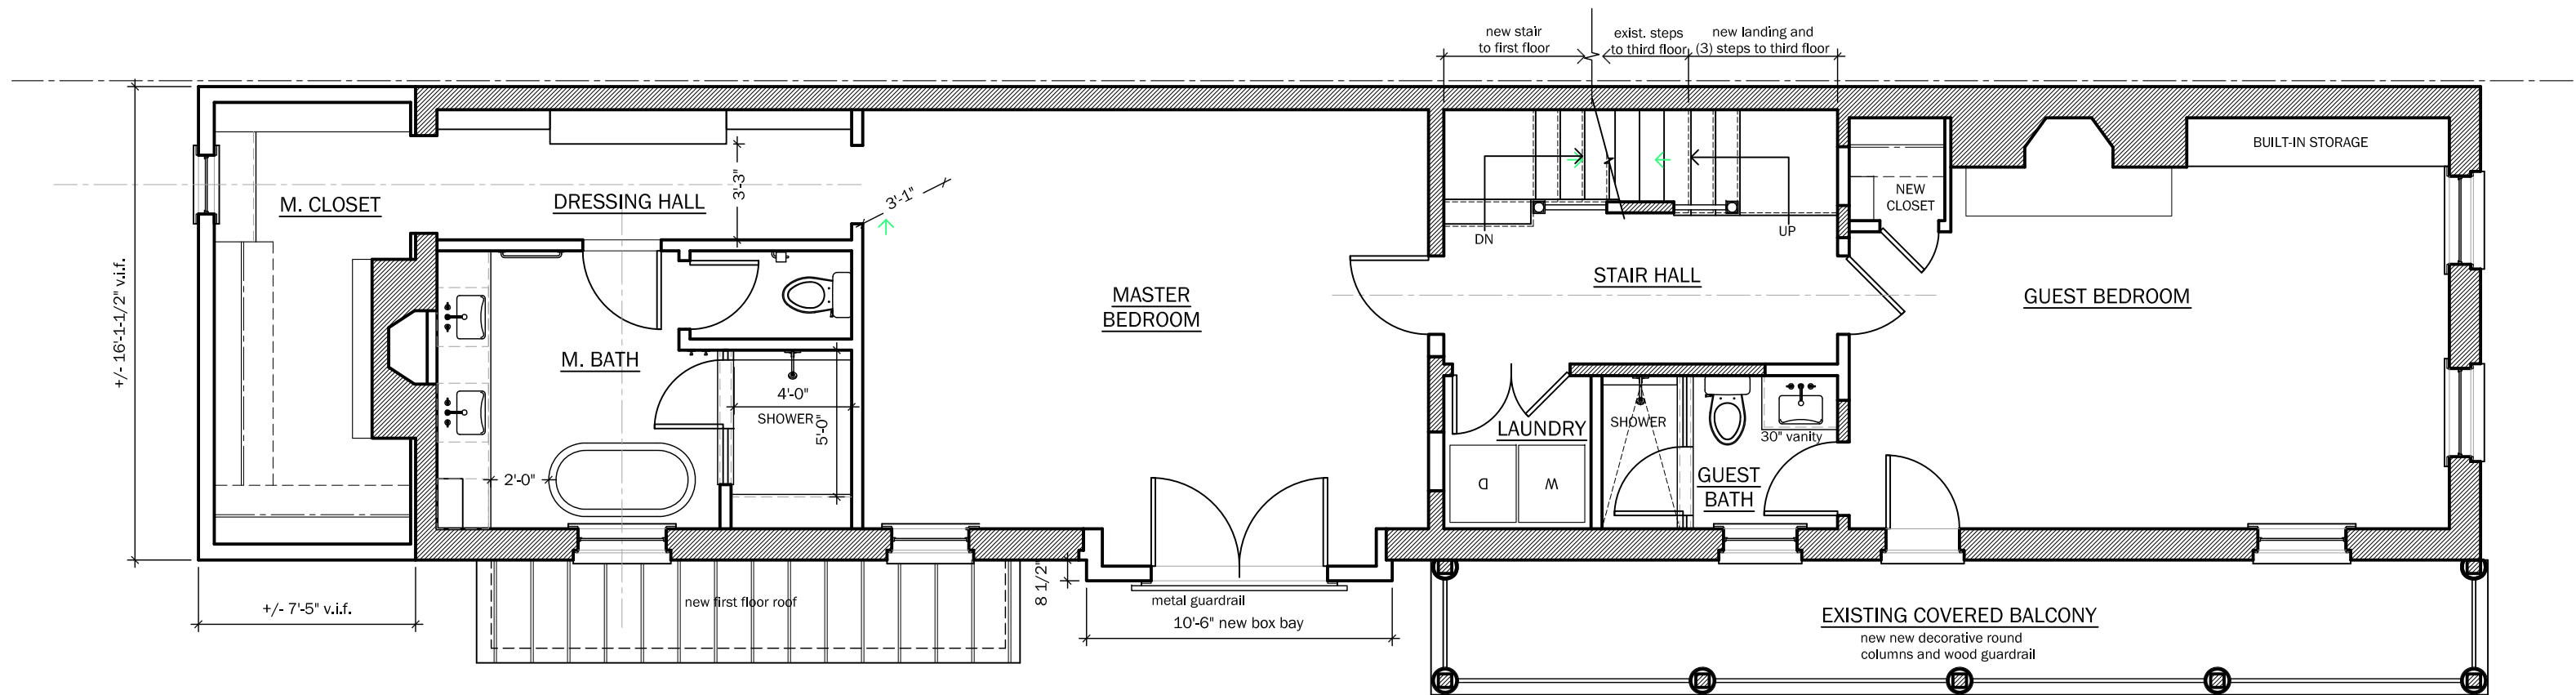 new stair
to first floor
exist. steps
to third floor
new landing and
(3) steps to third floor
BUILT-IN STORAGE
3'-3"
3'-1"
M. CLOSET
DRESSING HALL
NEW
CLOSET
DN
UP
+/- 16'-1-1/2" v.i.f.
STAIR HALL
MASTER
BEDROOM
GUEST BEDROOM
M. BATH
4'-0"
SHOWER
5'-0"
LAUNDRY
SHOWER
30" vanity
2'-0"
D
W
GUEST
BATH
+/- 7'-5" v.i.f.
new first floor roof
8 1/2"
metal guardrail
10'-6" new box bay
EXISTING COVERED BALCONY
new new decorative round
columns and wood guardrail